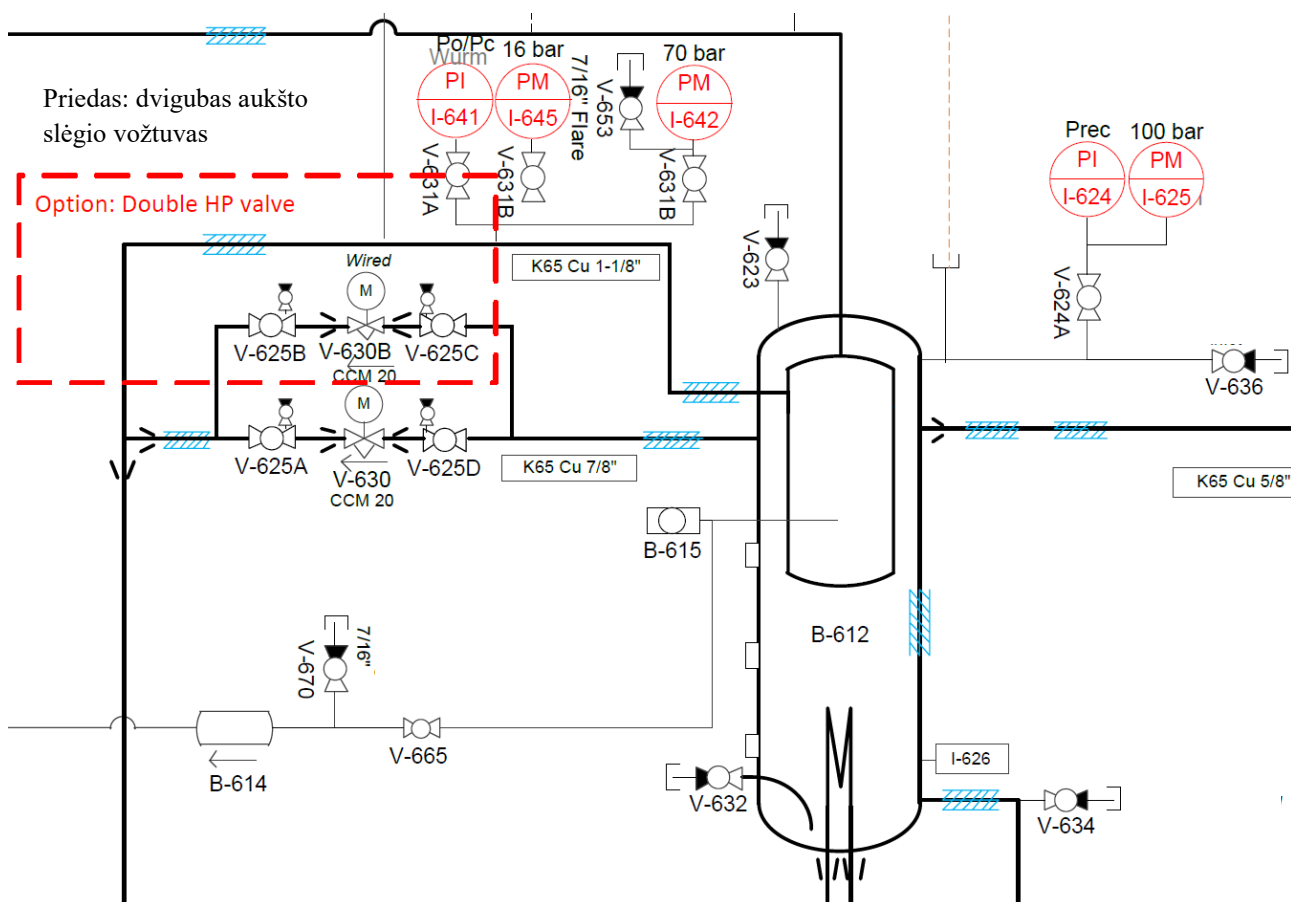 Po/Pc
Wurm
16 bar
70 bar
PI
I-641
PM
I-645
7/16" Flare
V-653
PM
I-642
Priedas: dvigubas aukšto
slėgio vožtuvas
V-631A
V-631B
V-631B
Prec
100 bar
PI
I-624
PM
I-625
Option: Double HP valve
V-623
V-624A
Wired
M
K65 Cu 1-1/8"
V-625B
V-630B
V-625C
CCM 20
V-636
M
V-625A
V-630
V-625D
CCM 20
K65 Cu 7/8"
K65 Cu 5/8"
B-615
B-612
7/16"
V-670
V-665
B-614
I-626
V-632
V-634